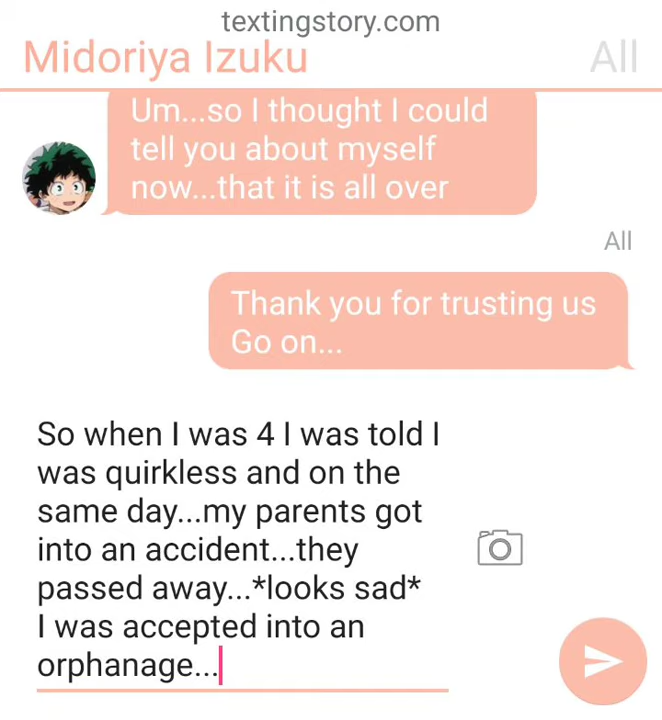 textingstory.com
Midoriya Izuku
All
Um...so I thought I could
tell you about myself
now...that it is all over
All
Thank you for trusting us
Go on...
So when I was 4 I was told I
was quirkless and on the
same day...my parents got
into an accident...they
passed away...*looks sad*
I was accepted into an
orphanage...